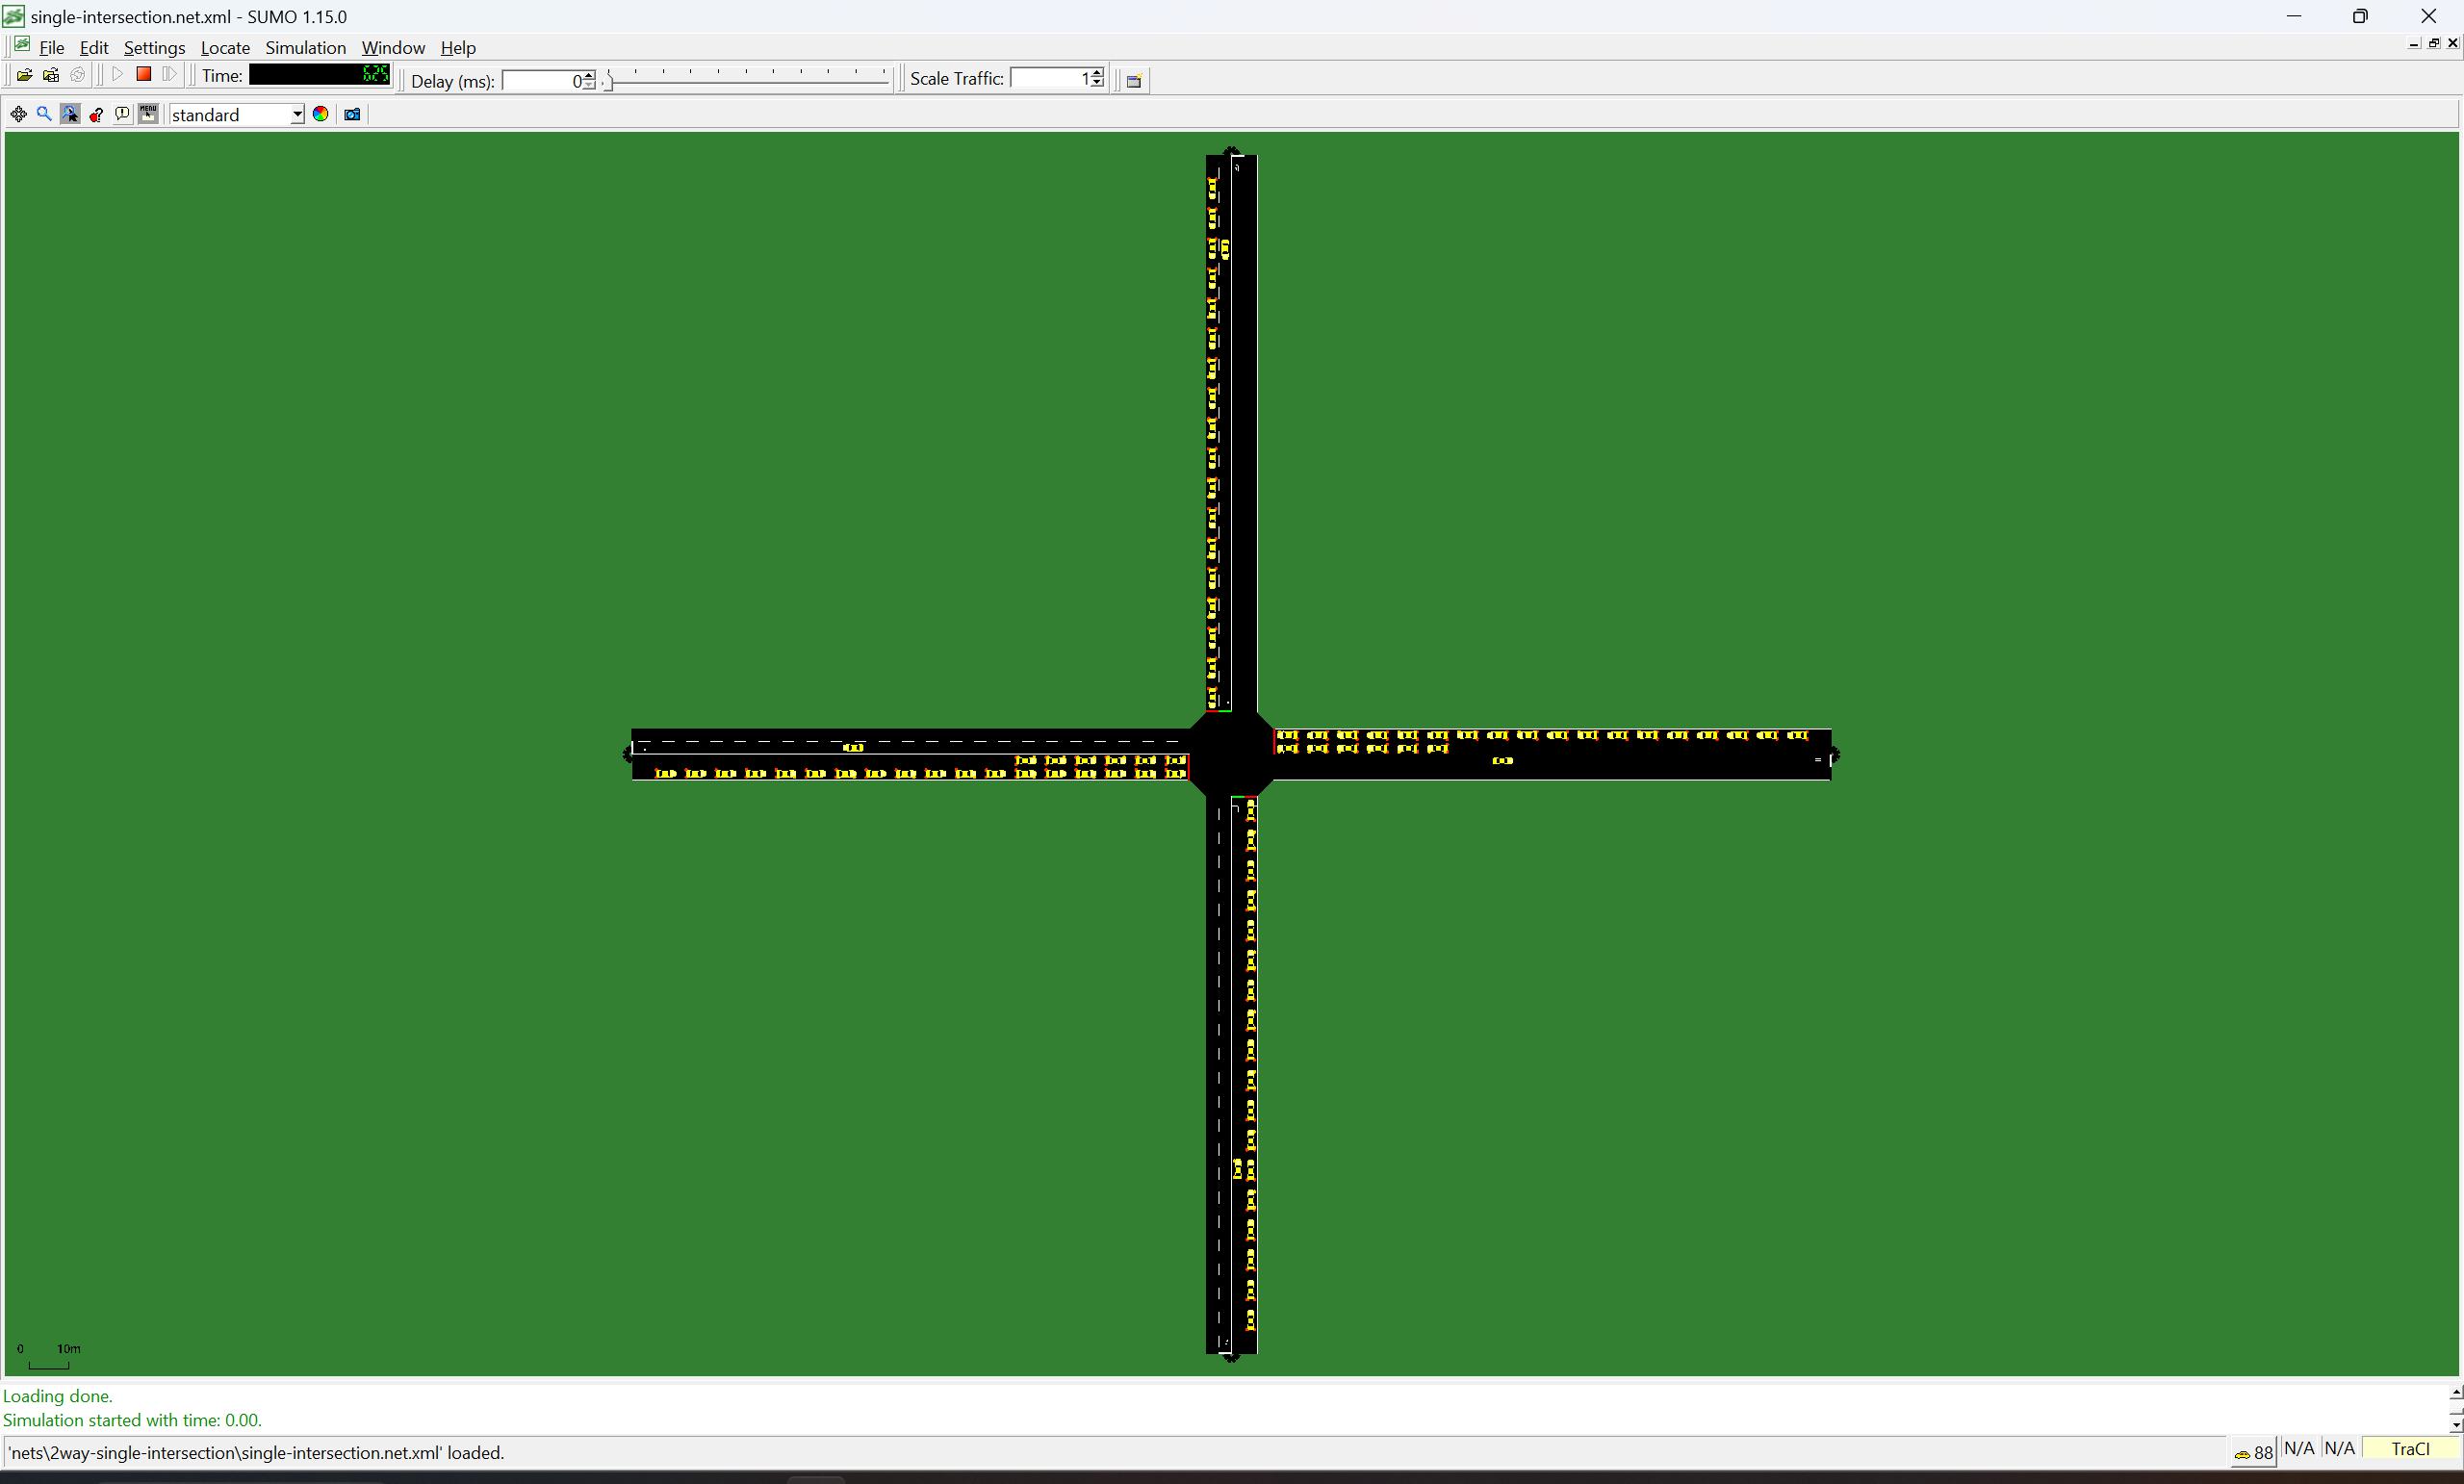 single-intersection.net.xml - SUMO 1.15.0
File Edit Settings Locate Simulation Window Help
Time: 625 Delay (ms): 0 Scale Traffic: 1
standard
0 10m
Loading done.
Simulation started with time: 0.00.
'nets\2way-single-intersection\single-intersection.net.xml' loaded. 88 N/A N/A TraCI